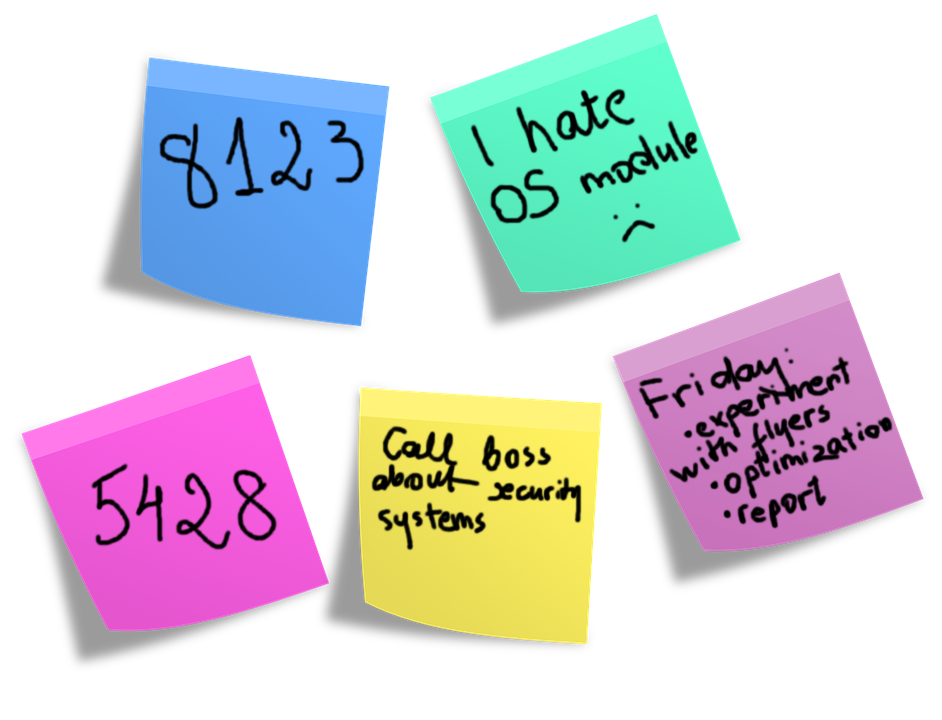 8123
I hate
OS module
:(
5428
Call boss
about security
systems
Friday:
• experiment
with flyers
• optimization
• report